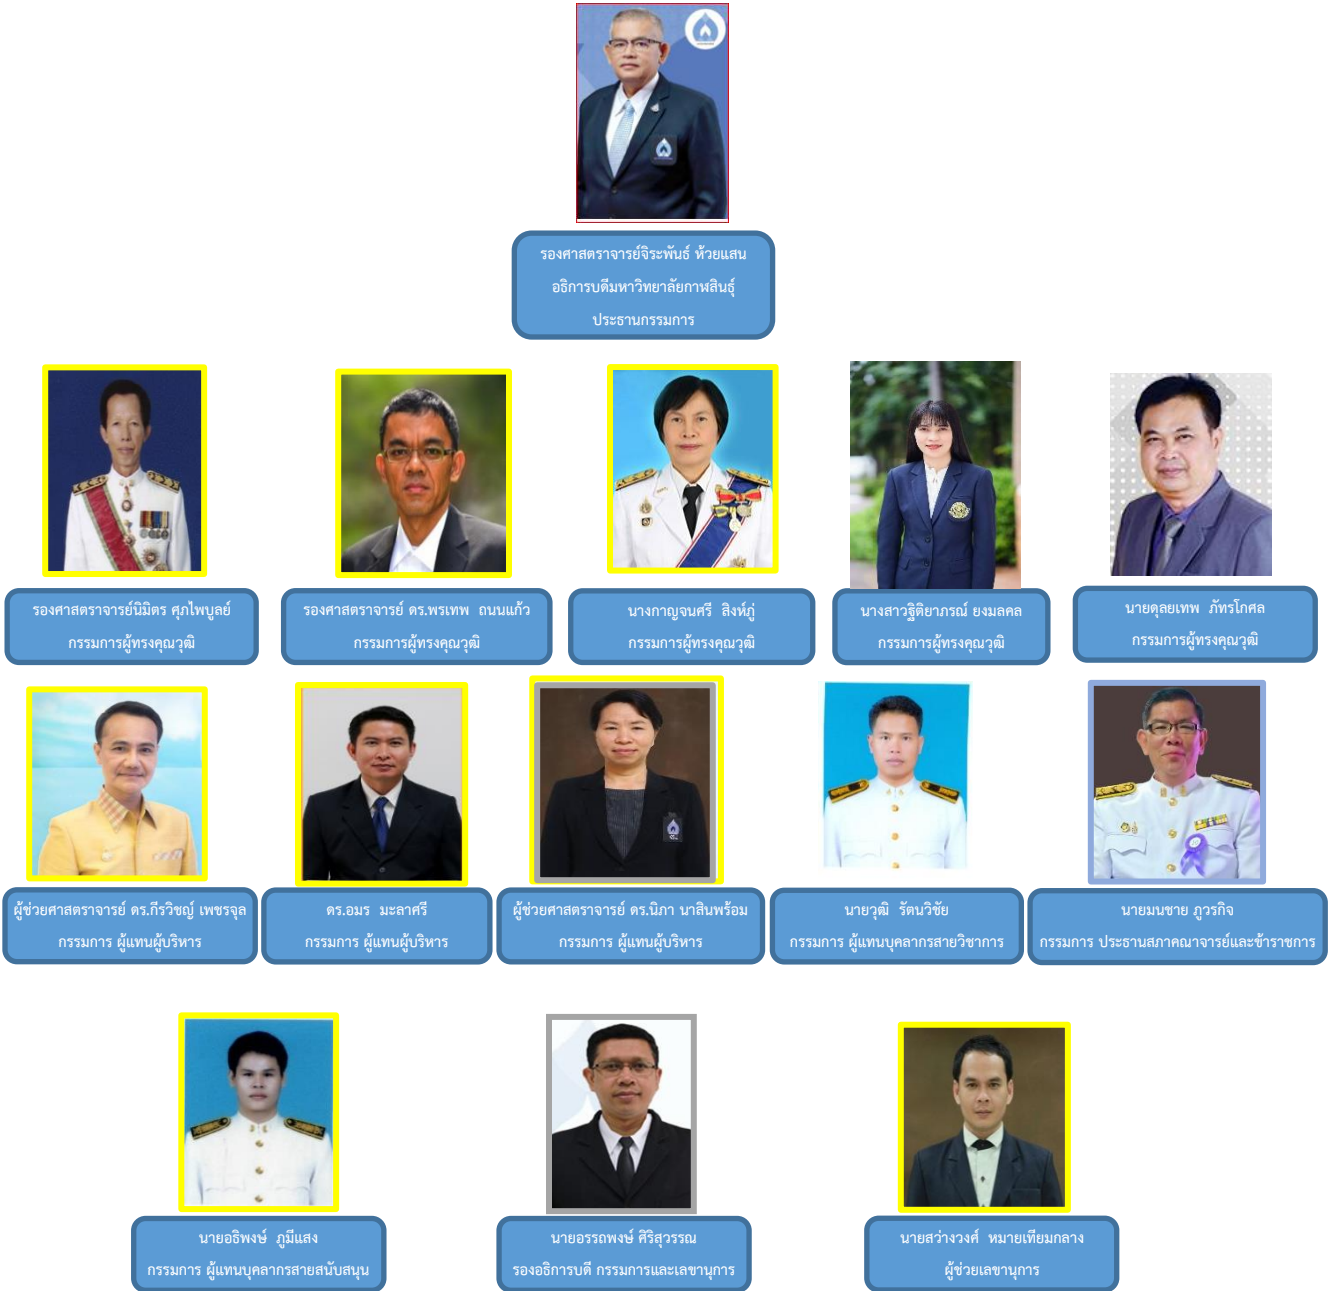 รองศาสตราจารย์จิระพันธ์ ห้วยแสน
อธิการบดีมหาวิทยาลัยกาฬสินธุ์
ประธานกรรมการ
รองศาสตราจารย์นิมิตร ศุภไพบูลย์
กรรมการผู้ทรงคุณวุฒิ
รองศาสตราจารย์ ดร.พรเทพ ถนนแก้ว
กรรมการผู้ทรงคุณวุฒิ
นางกาญจนศรี สิงห์ภู่
กรรมการผู้ทรงคุณวุฒิ
นางสาวฐิติยาภรณ์ ยงมลคล
กรรมการผู้ทรงคุณวุฒิ
นายดุลยเทพ ภัทรโกศล
กรรมการผู้ทรงคุณวุฒิ
ผู้ช่วยศาสตราจารย์ ดร.กีรวิชญ์ เพชรจุล
กรรมการ ผู้แทนผู้บริหาร
ดร.อมร มะลาศรี
กรรมการ ผู้แทนผู้บริหาร
ผู้ช่วยศาสตราจารย์ ดร.นิภา นาสินพร้อม
กรรมการ ผู้แทนผู้บริหาร
นายวุฒิ รัตนวิชัย
กรรมการ ผู้แทนบุคลากรสายวิชาการ
นายมนชาย ภูวรกิจ
กรรมการ ประธานสภาคณาจารย์และข้าราชการ
นายอธิพงษ์ ภูมีแสง
กรรมการ ผู้แทนบุคลากรสายสนับสนุน
นายอรรถพงษ์ ศิริสุวรรณ
รองอธิการบดี กรรมการและเลขานุการ
นายสว่างวงศ์ หมายเทียมกลาง
ผู้ช่วยเลขานุการ